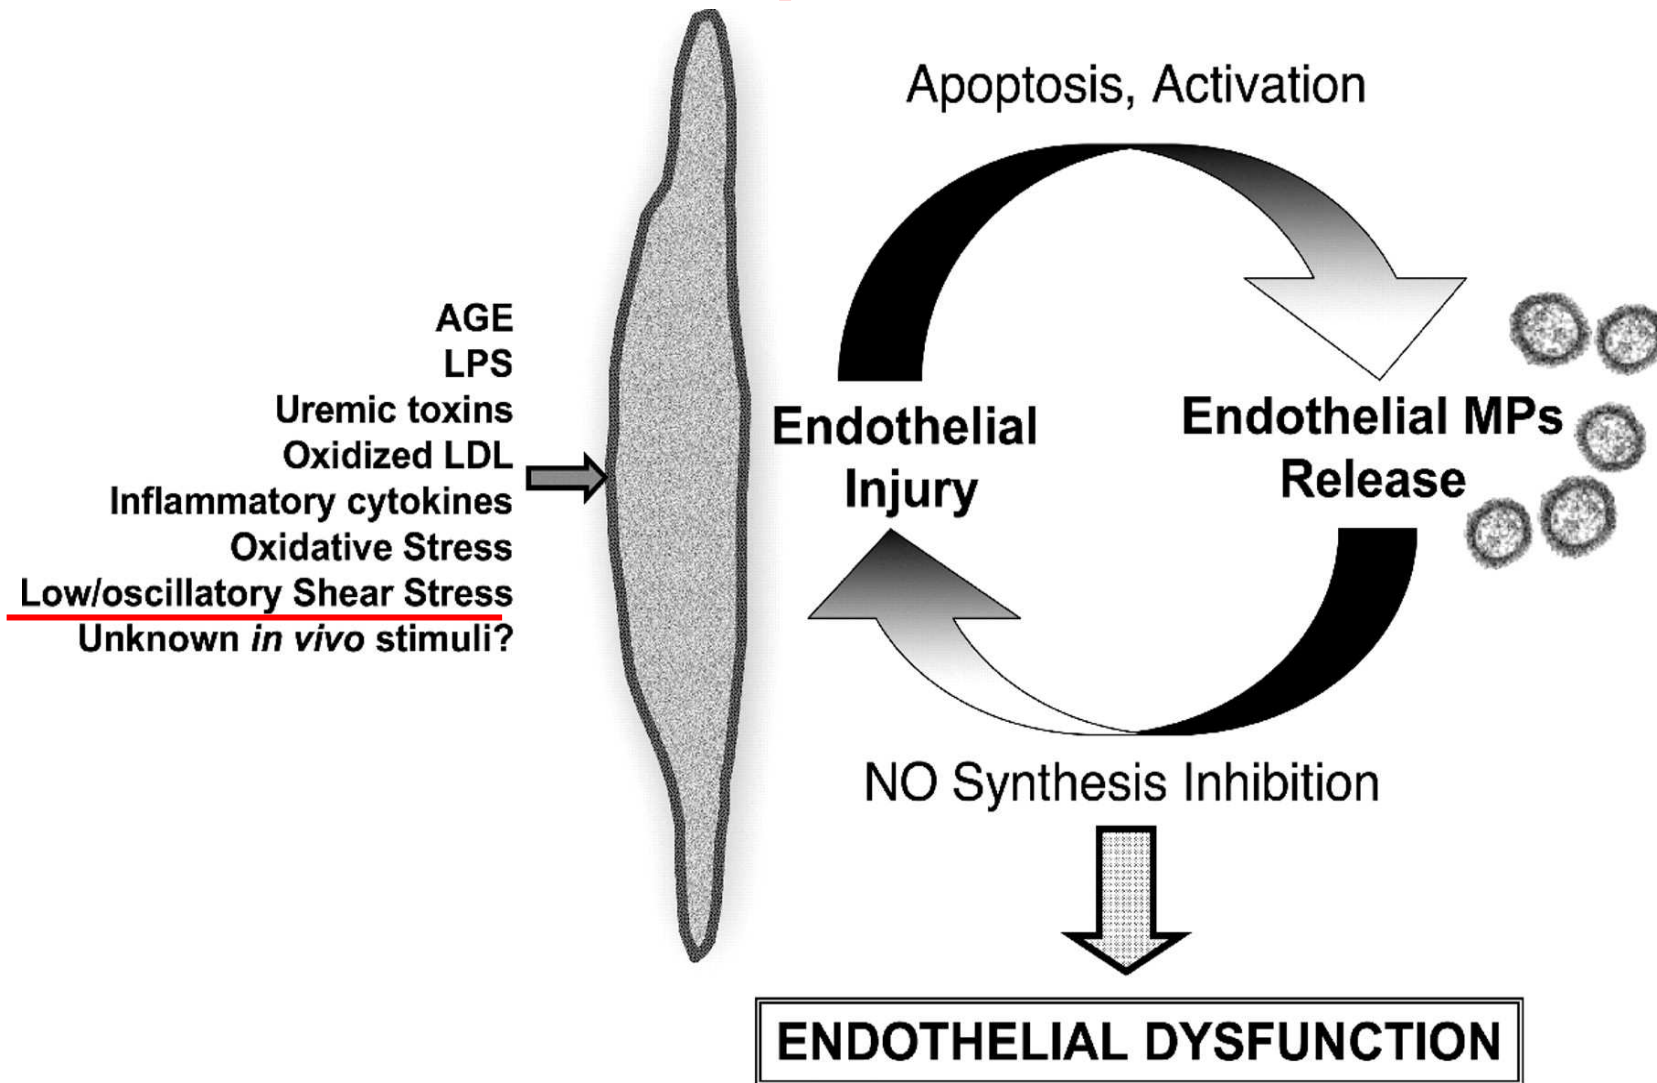 Apoptosis, Activation
AGE
LPS
Uremic toxins
Oxidized LDL
Inflammatory cytokines
Oxidative Stress
Low/oscillatory Shear Stress
Unknown in vivo stimuli?
Endothelial
Injury
Endothelial MPs
Release
NO Synthesis Inhibition
ENDOTHELIAL DYSFUNCTION